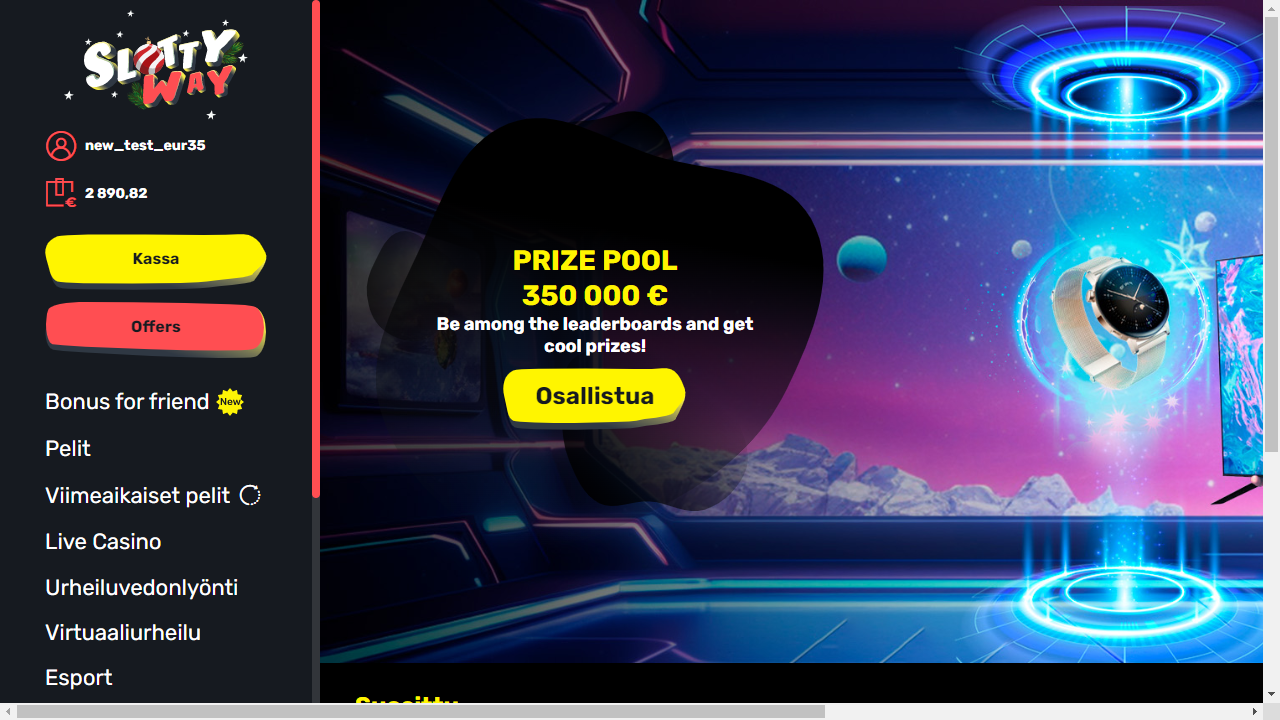 SLOTTY
WAY
new_test_eur35
€ 2 890,82
Kassa
Offers
Bonus for friend New
Pelit
Viimeaikaiset pelit
Live Casino
Urheiluvedonlyönti
Virtuaaliurheilu
Esport
PRIZE POOL
350 000 €
Be among the leaderboards and get
cool prizes!
Osallistua